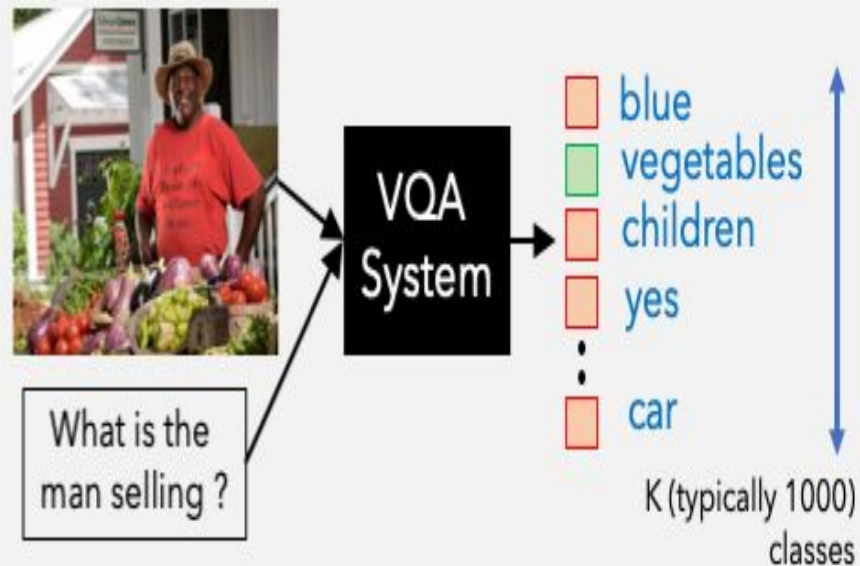 VQA
System
What is the
man selling ?
blue
vegetables
children
yes
car
K (typically 1000)
classes